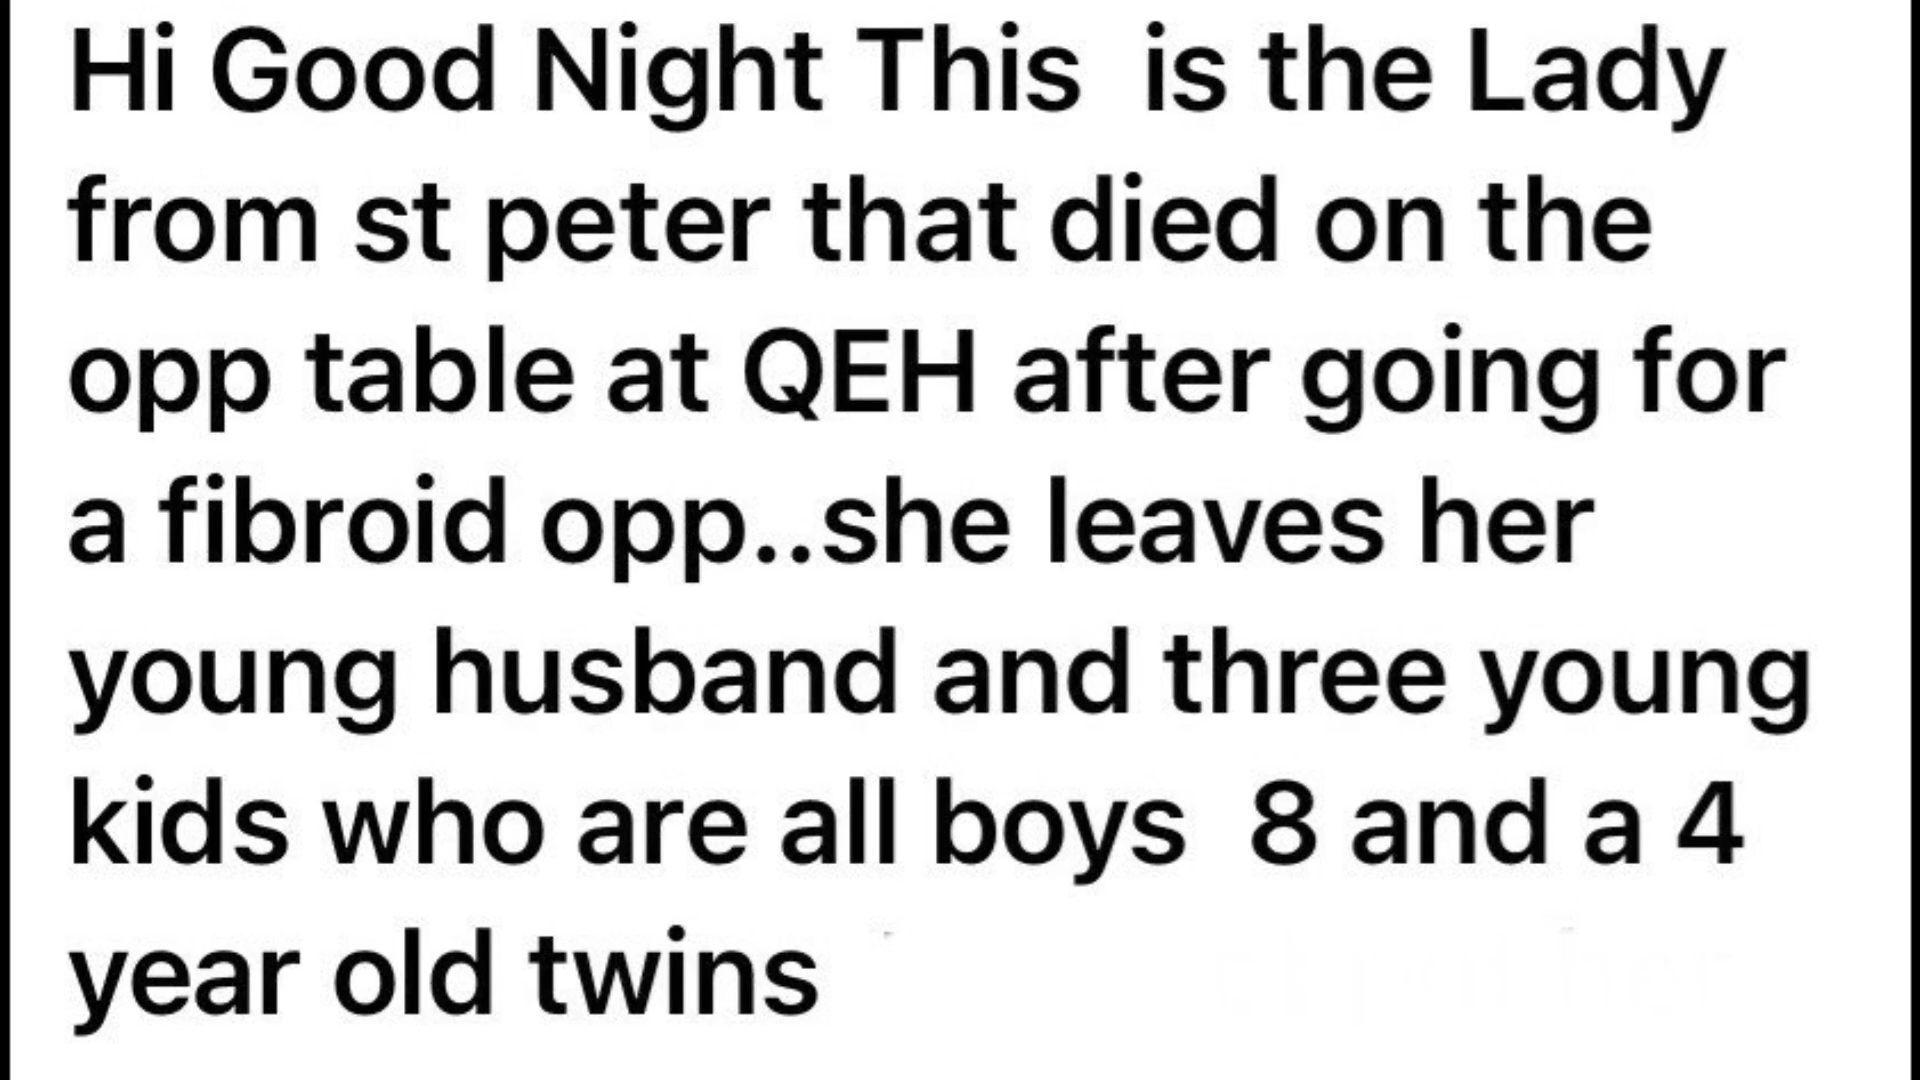 Hi Good Night This  is the Lady
from st peter that died on the
opp table at QEH after going for
a fibroid opp..she leaves her
young husband and three young
kids who are all boys  8 and a 4
year old twins